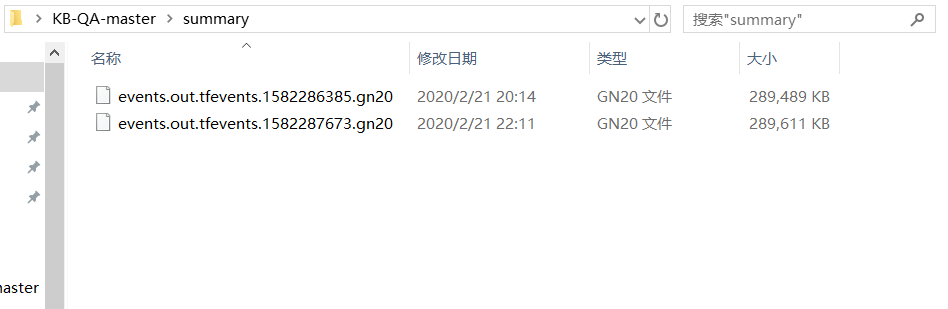 KB-QA-master > summary
搜索"summary"
名称 修改日期 类型 大小
events.out.tfevents.1582286385.gn20 2020/2/21 20:14 GN20 文件 289,489 KB
events.out.tfevents.1582287673.gn20 2020/2/21 22:11 GN20 文件 289,611 KB
naster